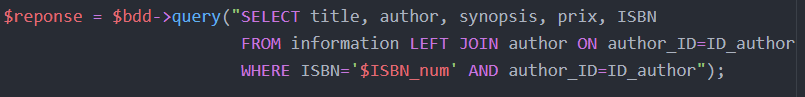 $reponse = $bdd->query("SELECT title, author, synopsis, prix, ISBN
FROM information LEFT JOIN author ON author_ID=ID_author
WHERE ISBN='$ISBN_num' AND author_ID=ID_author");